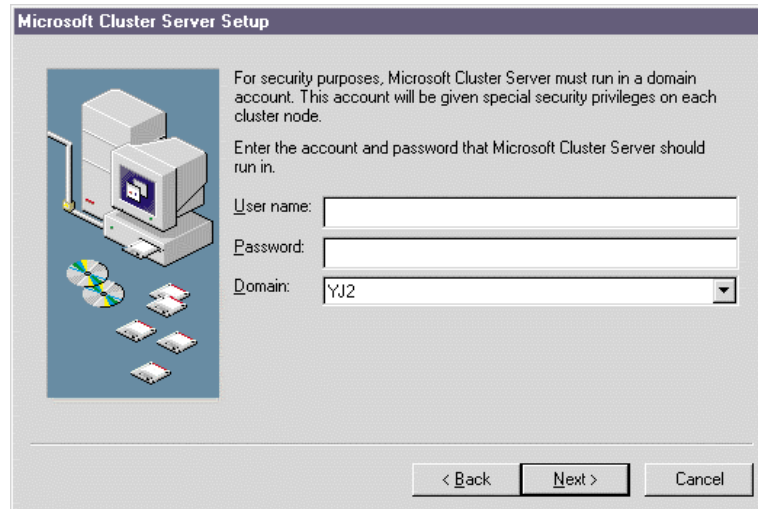 Microsoft Cluster Server Setup
For security purposes, Microsoft Cluster Server must run in a domain
account. This account will be given special security privileges on each
cluster node.
Enter the account and password that Microsoft Cluster Server should
run in.
User name:
Password:
Domain: YJ2
< Back Next > Cancel